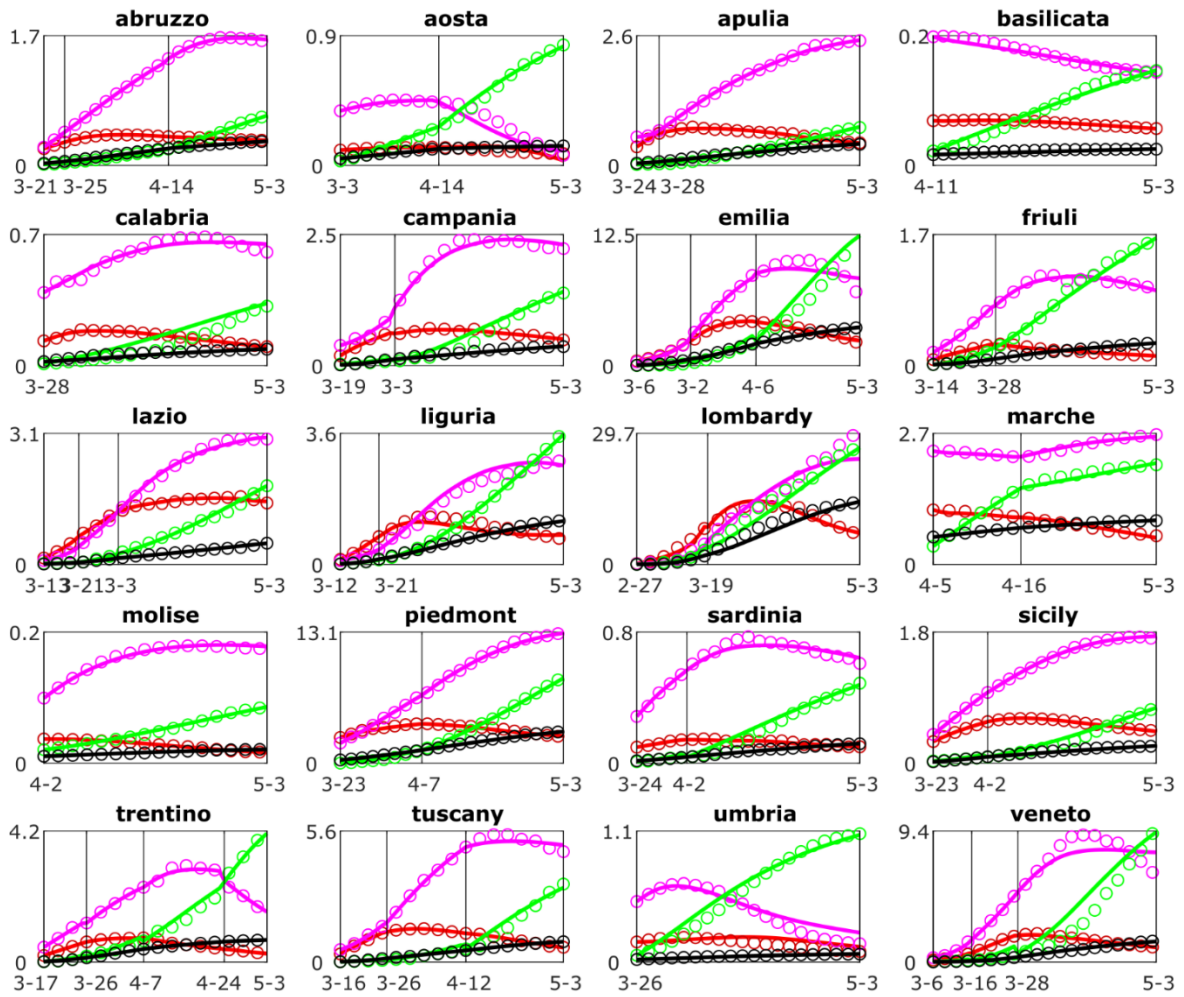 abruzzo aosta apulia basilicata
1.7 0.9 2.6 0.2
0 0 0 0
3-21 3-25 4-14 5-3 3-3 4-14 5-3 3-24 3-28 5-3 4-11 5-3
calabria campania emilia friuli
0.7 2.5 12.5 1.7
0 0 0 0
3-28 5-3 3-19 3-3 5-3 3-6 3-2 4-6 5-3 3-14 3-28 5-3
lazio liguria lombardy marche
3.1 3.6 29.7 2.7
0 0 0 0
3-13 3-21 3-3 5-3 3-12 3-21 5-3 2-27 3-19 5-3 4-5 4-16 5-3
molise piedmont sardinia sicily
0.2 13.1 0.8 1.8
0 0 0 0
4-2 5-3 3-23 4-7 5-3 3-24 4-2 5-3 3-23 4-2 5-3
trentino tuscany umbria veneto
4.2 5.6 1.1 9.4
0 0 0 0
3-17 3-26 4-7 4-24 5-3 3-16 3-26 4-12 5-3 3-26 5-3 3-6 3-16 3-28 5-3